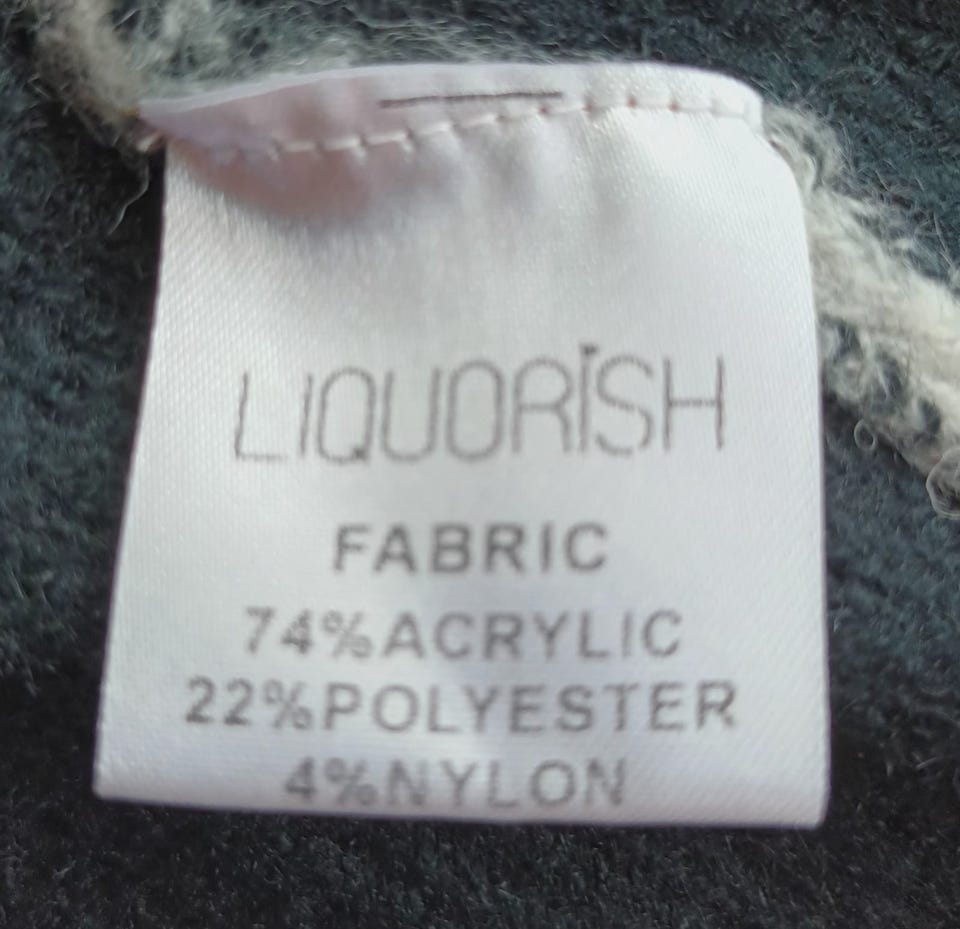 LIQUORISH
FABRIC
74%ACRYLIC
22%POLYESTER
4%NYLON